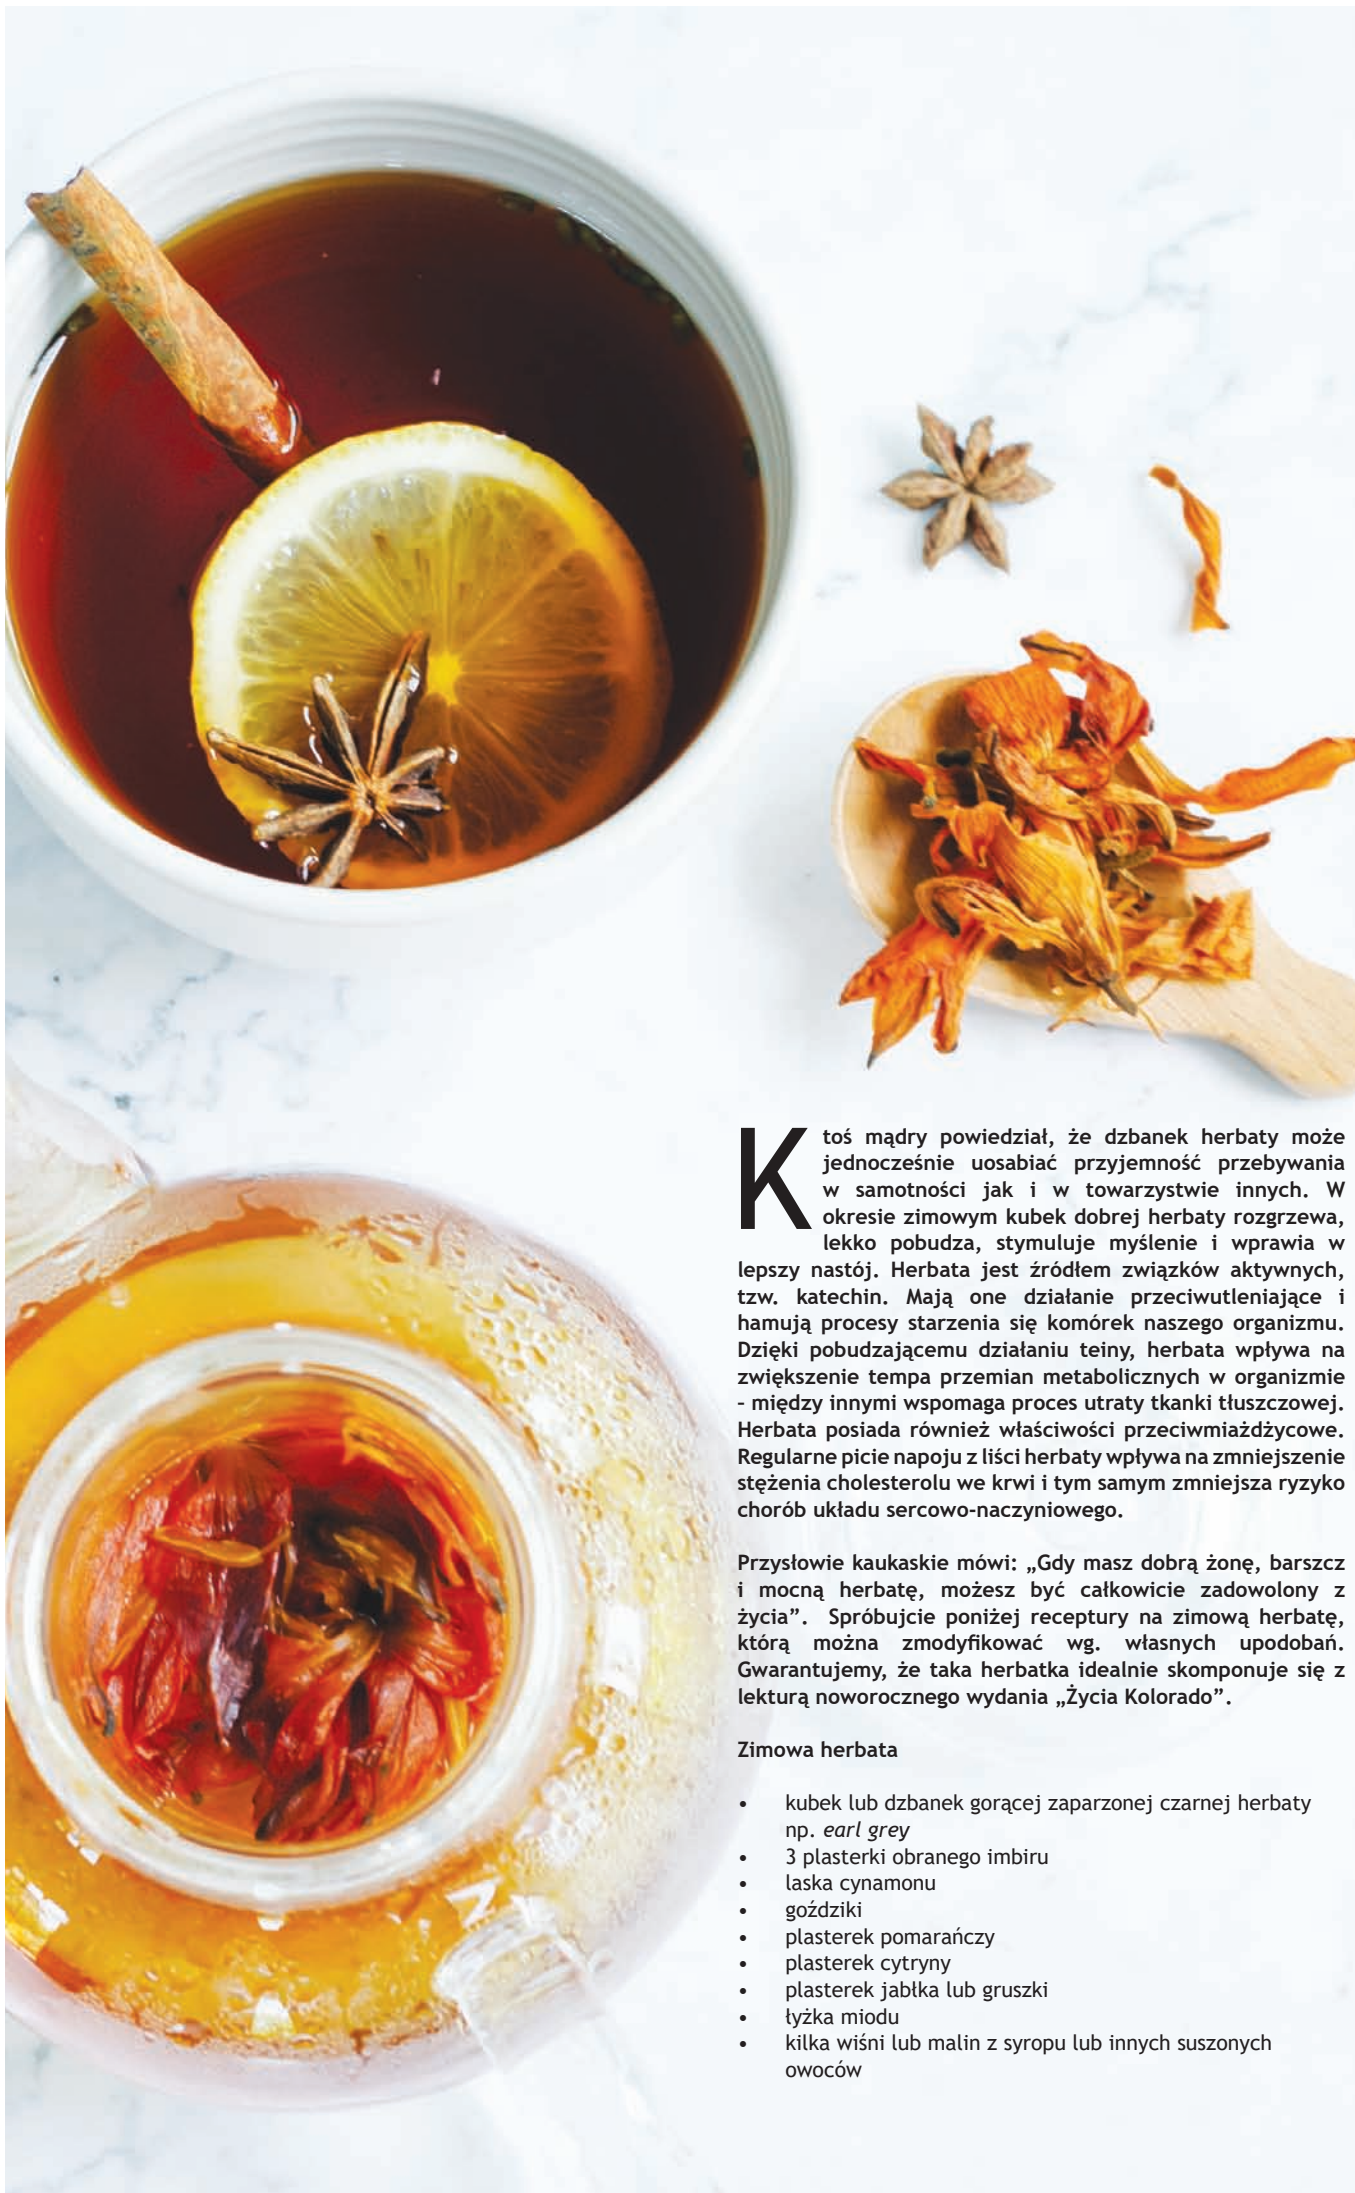 Ktoś mądry powiedział, że dzbanek herbaty może
jednocześnie uosabiać przyjemność przebywania
w samotności jak i w towarzystwie innych. W
okresie zimowym kubek dobrej herbaty rozgrzewa,
lekko pobudza, stymuluje myślenie i wprawia w
lepszy nastój. Herbata jest źródłem związków aktywnych,
tzw. katechin. Mają one działanie przeciwutleniające i
hamują procesy starzenia się komórek naszego organizmu.
Dzięki pobudzającemu działaniu teiny, herbata wpływa na
zwiększenie tempa przemian metabolicznych w organizmie
– między innymi wspomaga proces utraty tkanki tłuszczowej.
Herbata posiada również właściwości przeciwmiażdżycowe.
Regularne picie napoju z liści herbaty wpływa na zmniejszenie
stężenia cholesterolu we krwi i tym samym zmniejsza ryzyko
chorób układu sercowo-naczyniowego.
Przysłowie kaukaskie mówi: „Gdy masz dobrą żonę, barszcz
i mocną herbatę, możesz być całkowicie zadowolony z
życia”. Spróbujcie poniżej receptury na zimową herbatę,
którą można zmodyfikować wg. własnych upodobań.
Gwarantujemy, że taka herbatka idealnie skomponuje się z
lekturą noworocznego wydania „Życia Kolorado”.
Zimowa herbata
• kubek lub dzbanek gorącej zaparzonej czarnej herbaty
np. earl grey
• 3 plasterki obranego imbiru
• laska cynamonu
• goździki
• plasterek pomarańczy
• plasterek cytryny
• plasterek jabłka lub gruszki
• łyżka miodu
• kilka wiśni lub malin z syropu lub innych suszonych
owoców